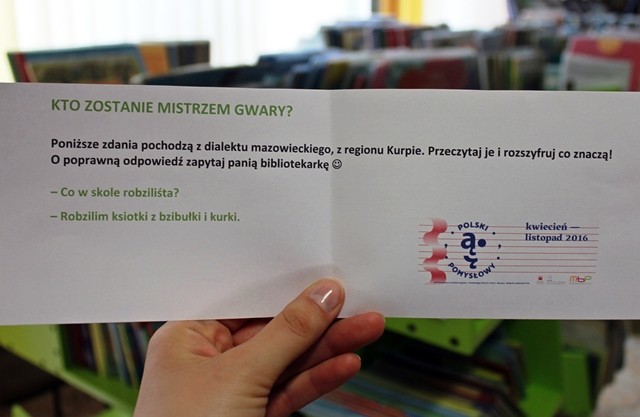 KTO ZOSTANIE MISTRZEM GWARY?
Poniższe zdania pochodzą z dialektu mazowieckiego, z regionu Kurpie. Przeczytaj je i rozszyfruj co znaczą!
O poprawną odpowiedź zapytaj panią bibliotekarkę ☺
– Co w skole robziliśta?
– Robzilim ksiotki z bzibułki i kurki.
POLSKI
POMYSŁOWY
kwiecień —
listopad 2016